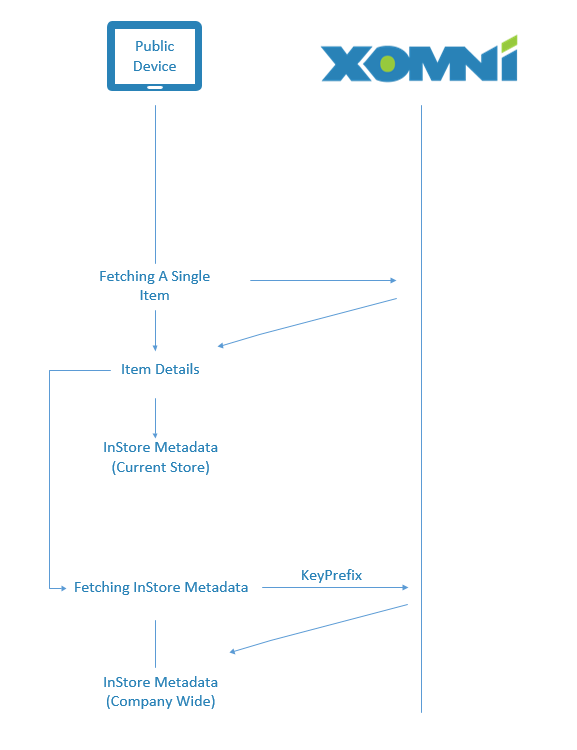 Public
Device
XOMNI
Fetching A Single
Item
Item Details
InStore Metadata
(Current Store)
Fetching InStore Metadata
KeyPrefix
InStore Metadata
(Company Wide)